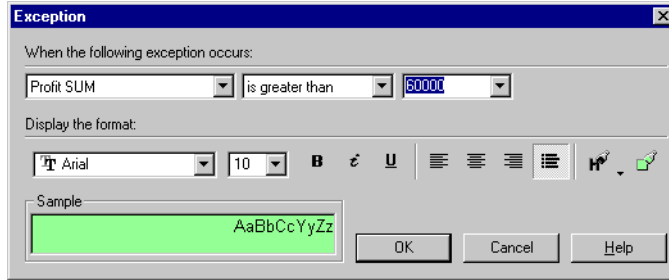 Exception
When the following exception occurs:
Profit SUM is greater than 60000
Display the format:
Arial 10 B i U
Sample
AaBbCcYyZz
OK Cancel Help